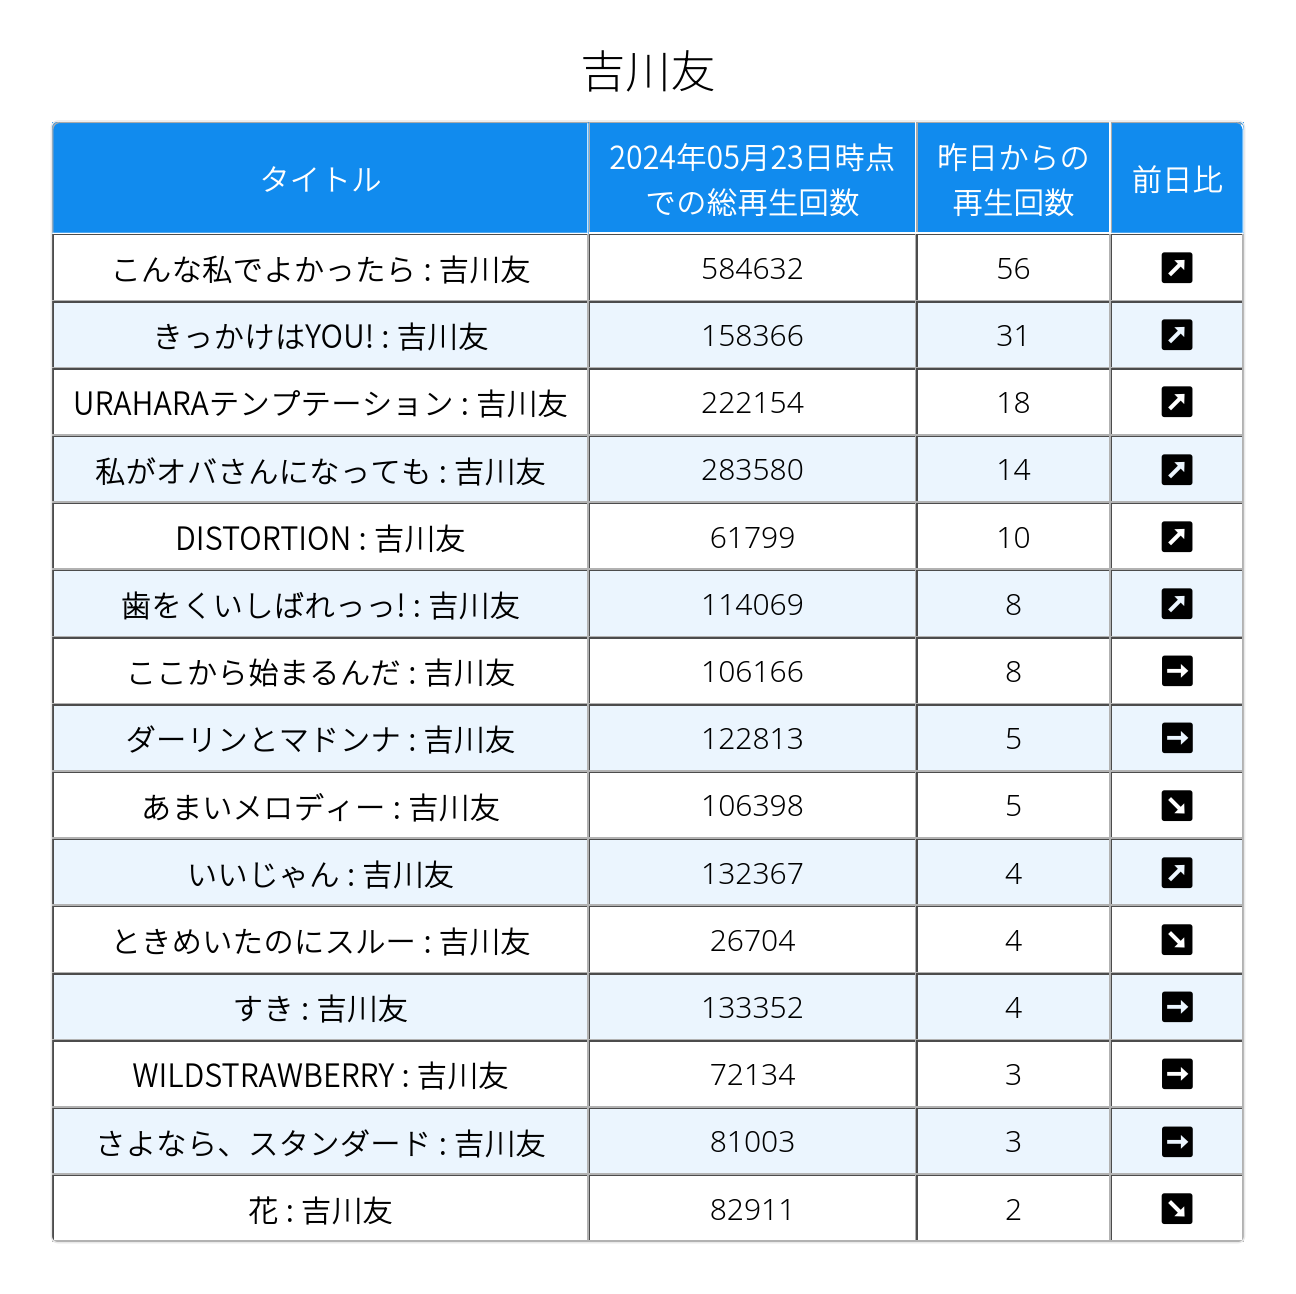 吉川友
タイトル
2024年05月23日時点
での総再生回数
昨日からの
再生回数
前日比
こんな私でよかったら : 吉川友 584632 56 ↗
きっかけはYOU! : 吉川友 158366 31 ↗
URAHARAテンプテーション : 吉川友 222154 18 ↗
私がオバさんになっても : 吉川友 283580 14 ↗
DISTORTION : 吉川友 61799 10 ↗
歯をくいしばれっっ! : 吉川友 114069 8 ↗
ここから始まるんだ : 吉川友 106166 8 →
ダーリンとマドンナ : 吉川友 122813 5 →
あまいメロディー : 吉川友 106398 5 ↘
いいじゃん : 吉川友 132367 4 ↗
ときめいたのにスルー : 吉川友 26704 4 ↘
すき : 吉川友 133352 4 →
WILDSTRAWBERRY : 吉川友 72134 3 →
さよなら、スタンダード : 吉川友 81003 3 →
花 : 吉川友 82911 2 ↘